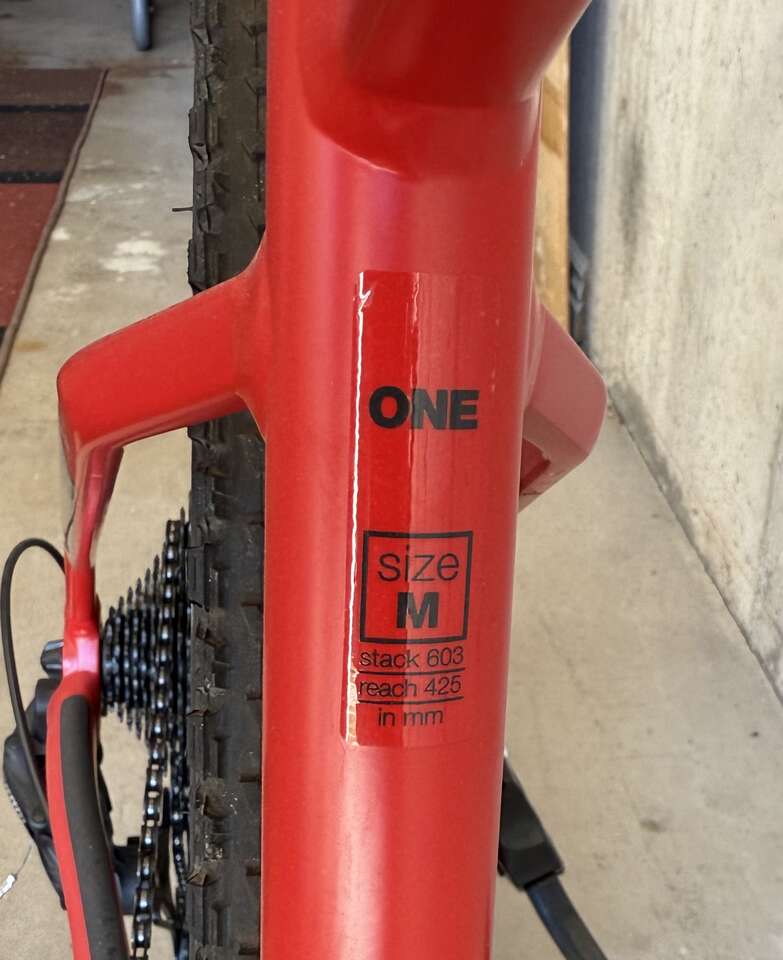 ONE
size
M
stack 603
reach 425
in mm